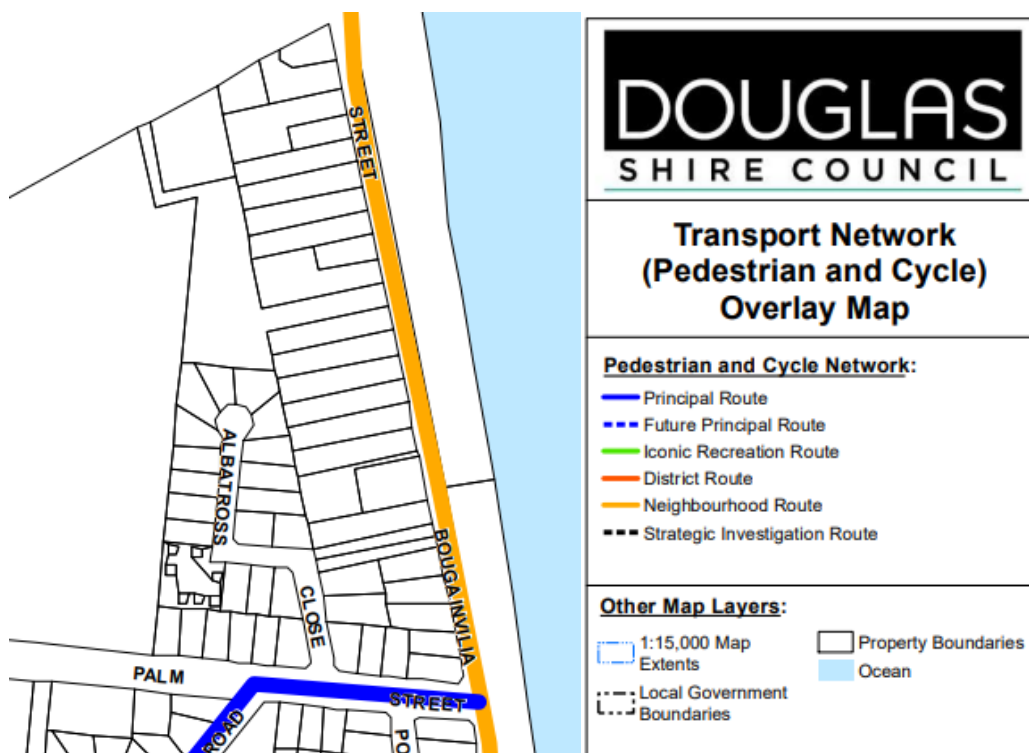 STREET
ALBATROSS
BOUGAINVILIA
CLOSE
PALM
STREET
ROAD
PO
DOUGLAS
SHIRE COUNCIL
Transport Network
(Pedestrian and Cycle)
Overlay Map
Pedestrian and Cycle Network:
Principal Route
Future Principal Route
Iconic Recreation Route
District Route
Neighbourhood Route
Strategic Investigation Route
Other Map Layers:
1:15,000 Map
Extents
Local Government
Boundaries
Property Boundaries
Ocean